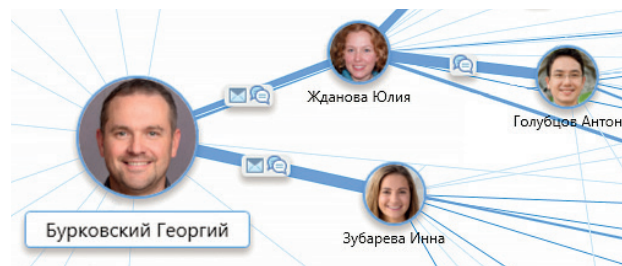 Жданова Юлия
Голубцов Антон
Бурковский Георгий
Зубарева Инна